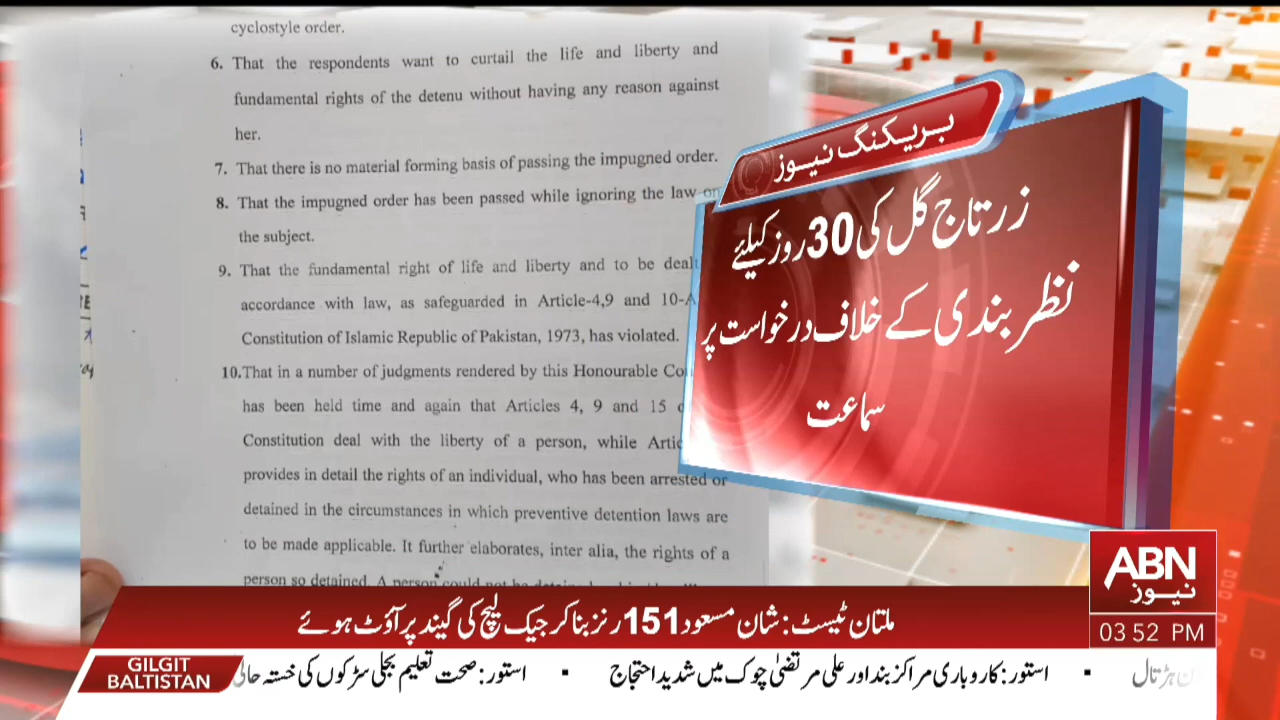 cyclostyle order.
6. That the respondents want to curtail the life and liberty and
fundamental rights of the detenu without having any reason against
her.
7. That there is no material forming basis of passing the impugned order.
8. That the impugned order has been passed while ignoring the law on
the subject.
9. That the fundamental right of life and liberty and to be dealt
accordance with law, as safeguarded in Article-4,9 and 10-A
Constitution of Islamic Republic of Pakistan, 1973, has violated.
10.That in a number of judgments rendered by this Honourable Co
has been held time and again that Articles 4, 9 and 15
Constitution deal with the liberty of a person, while Artic
provides in detail the rights of an individual, who has been arrested or
detained in the circumstances in which preventive detention laws are
to be made applicable. It further elaborates, inter alia, the rights of a
person so detained. A person could not be
بریکنگ نیوز
زرتاج گل کی 30 روز کیلئے
نظر بندی کے خلاف درخواست پر
سماعت
ABN
نیوز
03:52 PM
ملتان ٹیسٹ: شان مسعود 151 رنز بنا کر جیک لیچ کی گیند پر آؤٹ ہوئے
GILGIT
BALTISTAN
ہڑتال ▪ استور: کاروباری مراکز بند اور علی مرتضیٰ چوک میں شدید احتجاج ▪ استور: صحت تعلیم بجلی سڑکوں کی خستہ حالی